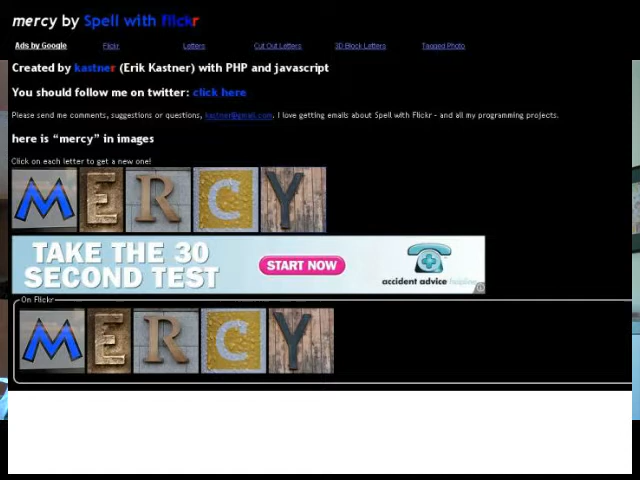 mercy by Spell with flickr
Ads by Google Flickr Letters Cut Out Letters 3D Block Letters Tagged Photo
Created by kastner (Erik Kastner) with PHP and javascript
You should follow me on twitter: click here
Please send me comments, suggestions or questions, kastner@gmail.com. I love getting emails about Spell with Flickr - and all my programming projects.
here is “mercy” in images
Click on each letter to get a new one!
MERCY
TAKE THE 30
SECOND TEST
START NOW
accident advice helpline
On Flickr
MERCY